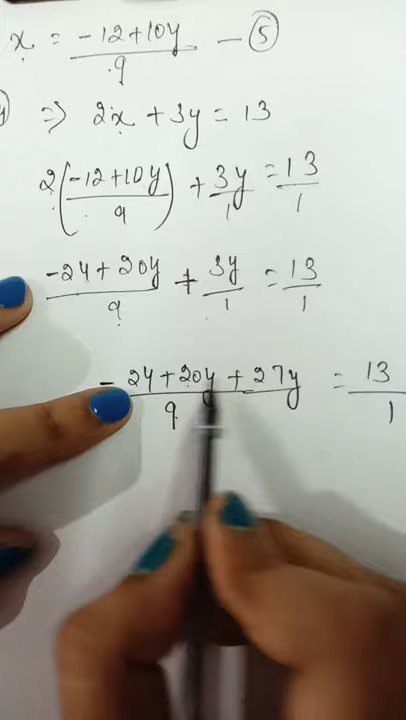 x = -12+10y/9 — ⑤
⇒ 2x + 3y = 13
2(-12+10y/9) + 3y/1 = 13/1
-24+20y/9 + 3y/1 = 13/1
-24+20y+27y/9 = 13/1